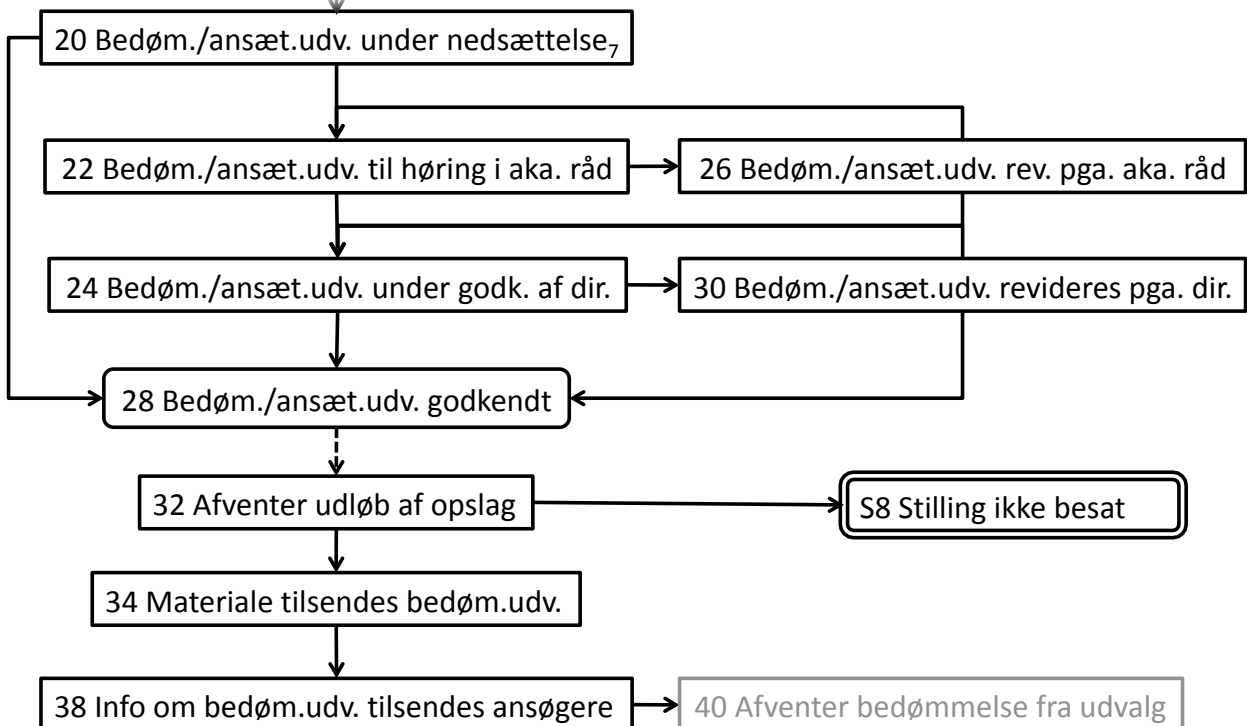 20 Bedøm./ansæt.udv. under nedsættelse₇
22 Bedøm./ansæt.udv. til høring i aka. råd
26 Bedøm./ansæt.udv. rev. pga. aka. råd
24 Bedøm./ansæt.udv. under godk. af dir.
30 Bedøm./ansæt.udv. revideres pga. dir.
28 Bedøm./ansæt.udv. godkendt
32 Afventer udløb af opslag
S8 Stilling ikke besat
34 Materiale tilsendes bedøm.udv.
38 Info om bedøm.udv. tilsendes ansøgere
40 Afventer bedømmelse fra udvalg